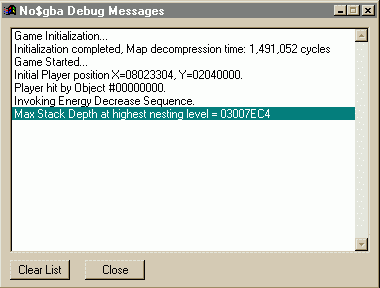 No$gba Debug Messages
Game Initialization...
Initialization completed, Map decompression time: 1,491,052 cycles
Game Started...
Initial Player position X=08023304, Y=02040000.
Player hit by Object #00000000.
Invoking Energy Decrease Sequence.
Max Stack Depth at highest nesting level = 03007EC4
Clear List
Close